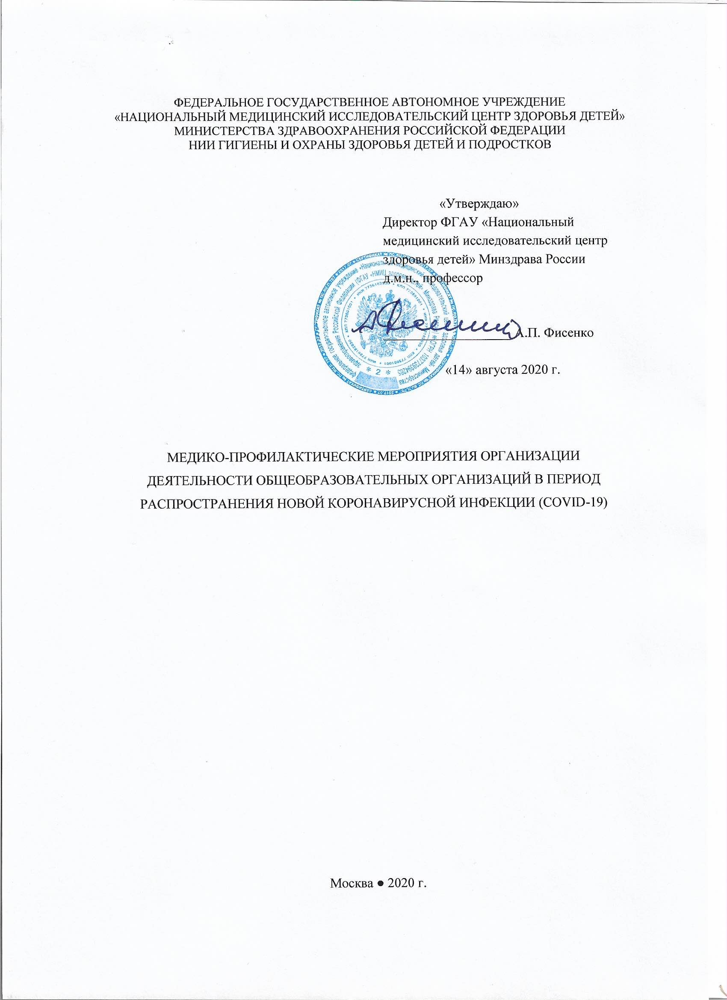 ФЕДЕРАЛЬНОЕ ГОСУДАРСТВЕННОЕ АВТОНОМНОЕ УЧРЕЖДЕНИЕ
«НАЦИОНАЛЬНЫЙ МЕДИЦИНСКИЙ ИССЛЕДОВАТЕЛЬСКИЙ ЦЕНТР ЗДОРОВЬЯ ДЕТЕЙ»
МИНИСТЕРСТВА ЗДРАВООХРАНЕНИЯ РОССИЙСКОЙ ФЕДЕРАЦИИ
НИИ ГИГИЕНЫ И ОХРАНЫ ЗДОРОВЬЯ ДЕТЕЙ И ПОДРОСТКОВ
«Утверждаю»
Директор ФГАУ «Национальный
медицинский исследовательский центр
здоровья детей» Минздрава России
д.м.н., профессор
А.П. Фисенко
«14» августа 2020 г.
* 2 *
МЕДИКО-ПРОФИЛАКТИЧЕСКИЕ МЕРОПРИЯТИЯ ОРГАНИЗАЦИИ
ДЕЯТЕЛЬНОСТИ ОБЩЕОБРАЗОВАТЕЛЬНЫХ ОРГАНИЗАЦИЙ В ПЕРИОД
РАСПРОСТРАНЕНИЯ НОВОЙ КОРОНАВИРУСНОЙ ИНФЕКЦИИ (COVID-19)
Москва ● 2020 г.